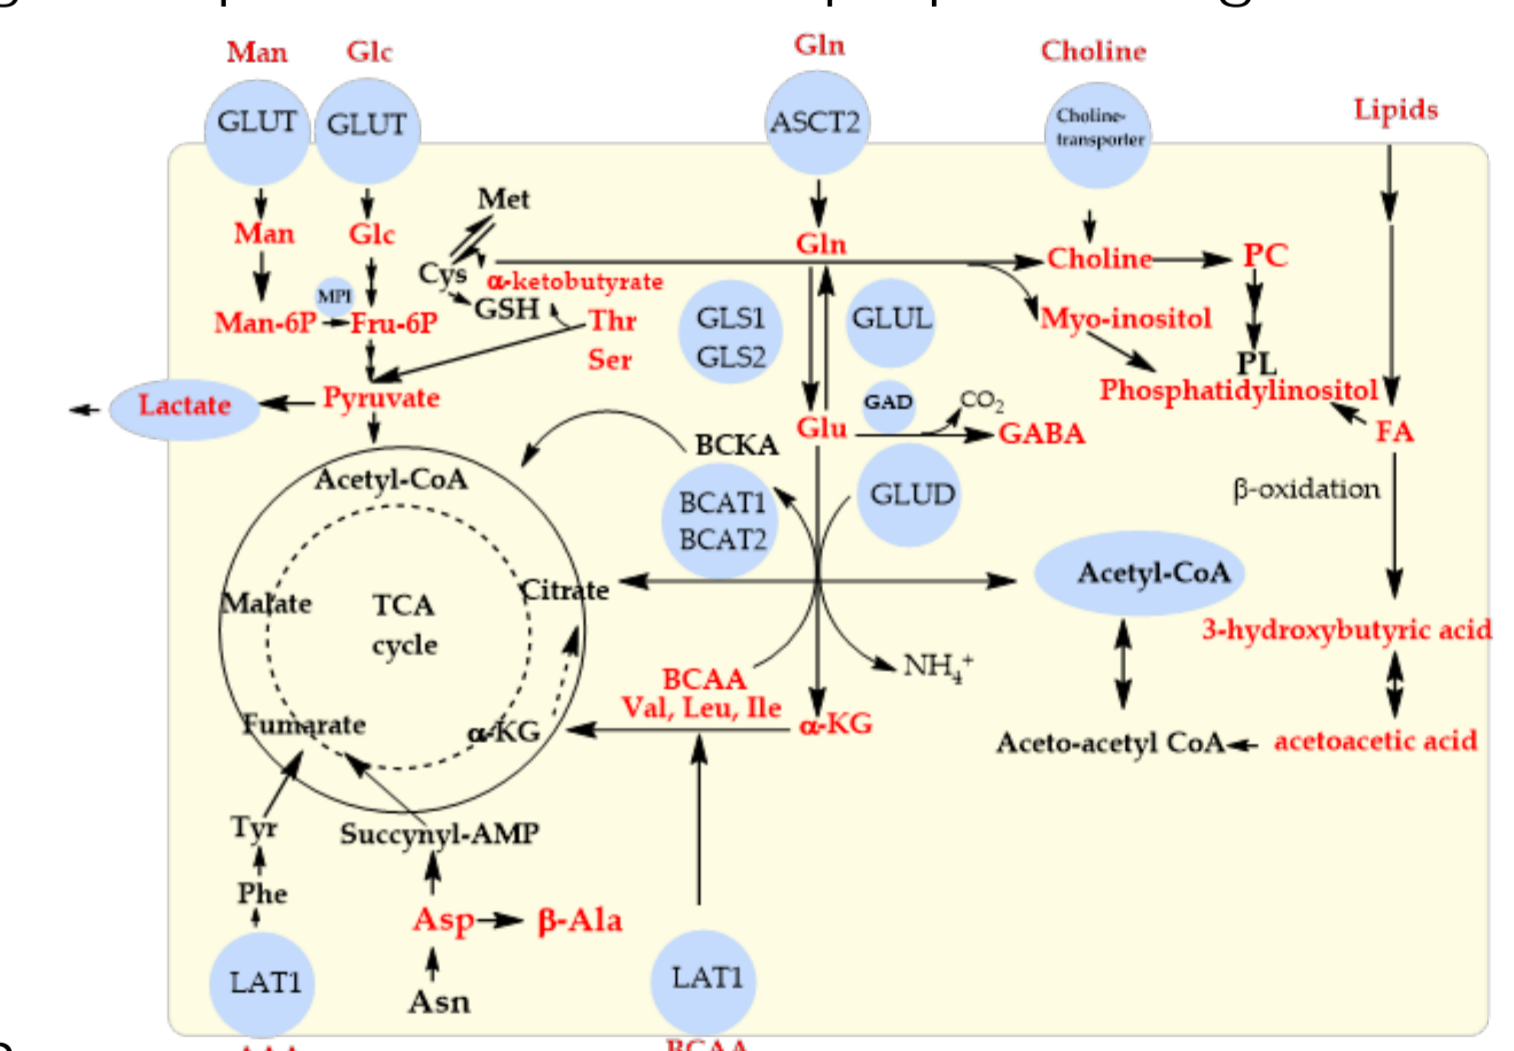 Man
Glc
Gln
Choline
Lipids
GLUT
GLUT
ASCT2
Choline-
transporter
Met
Man
Glc
Gln
Choline
PC
Cys
α-ketobutyrate
MPI
GSH
Thr
Ser
Man-6P
Fru-6P
GLS1
GLS2
GLUL
Myo-inositol
PL
Phosphatidylinositol
Lactate
Pyruvate
GAD
CO2
Glu
GABA
FA
BCKA
Acetyl-CoA
BCAT1
BCAT2
GLUD
β-oxidation
Citrate
Malate
TCA
cycle
Acetyl-CoA
3-hydroxybutyric acid
BCAA
Val, Leu, Ile
NH4+
Fumarate
α-KG
α-KG
Aceto-acetyl CoA
acetoacetic acid
Tyr
Succynyl-AMP
Phe
Asp
β-Ala
LAT1
Asn
LAT1
BCAA